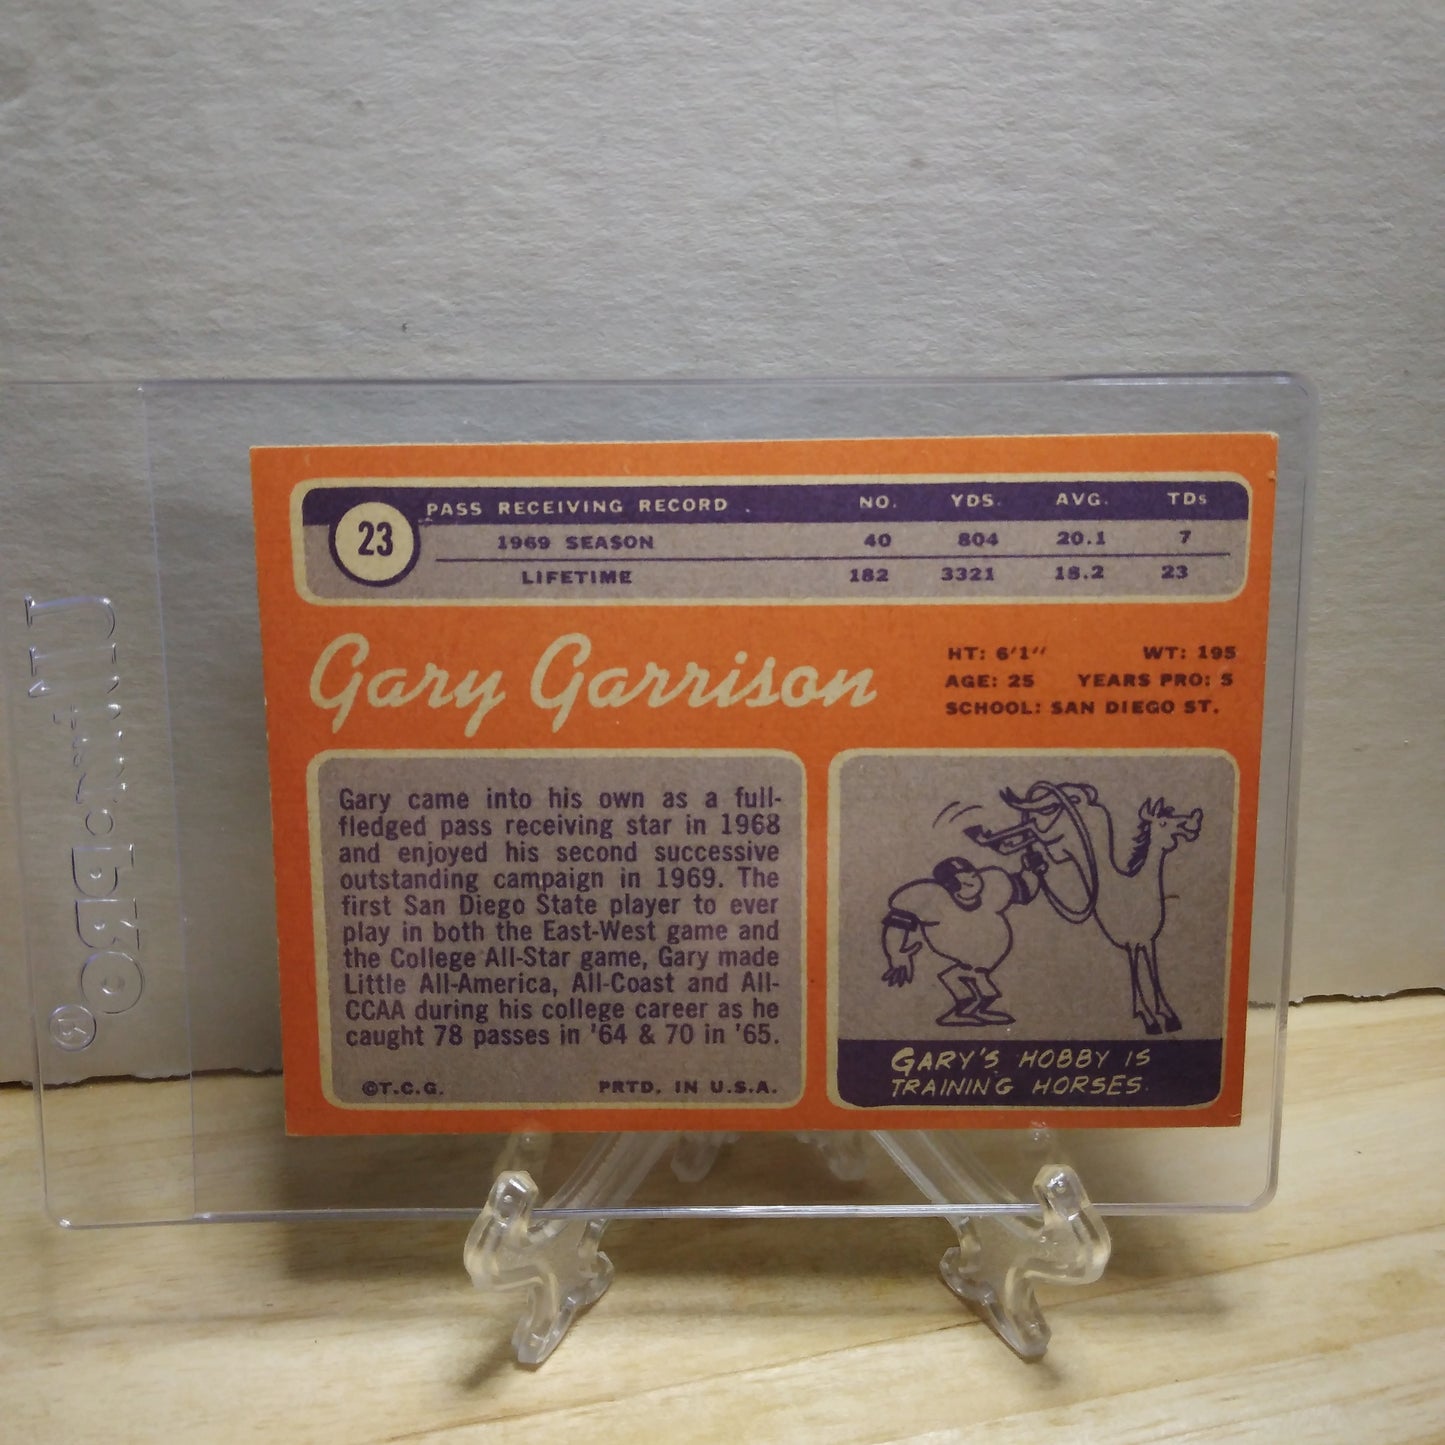 23
PASS RECEIVING RECORD NO. YDS. AVG. TDs
1969 SEASON 40 804 20.1 7
LIFETIME 182 3321 18.2 23
Gary Garrison
HT: 6'1" WT: 195
AGE: 25 YEARS PRO: 5
SCHOOL: SAN DIEGO ST.
Gary came into his own as a full-
fledged pass receiving star in 1968
and enjoyed his second successive
outstanding campaign in 1969. The
first San Diego State player to ever
play in both the East-West game and
the College All-Star game, Gary made
Little All-America, All-Coast and All-
CCAA during his college career as he
caught 78 passes in '64 & 70 in '65.
©T.C.G. PRTD. IN U.S.A.
GARY'S HOBBY IS
TRAINING HORSES.